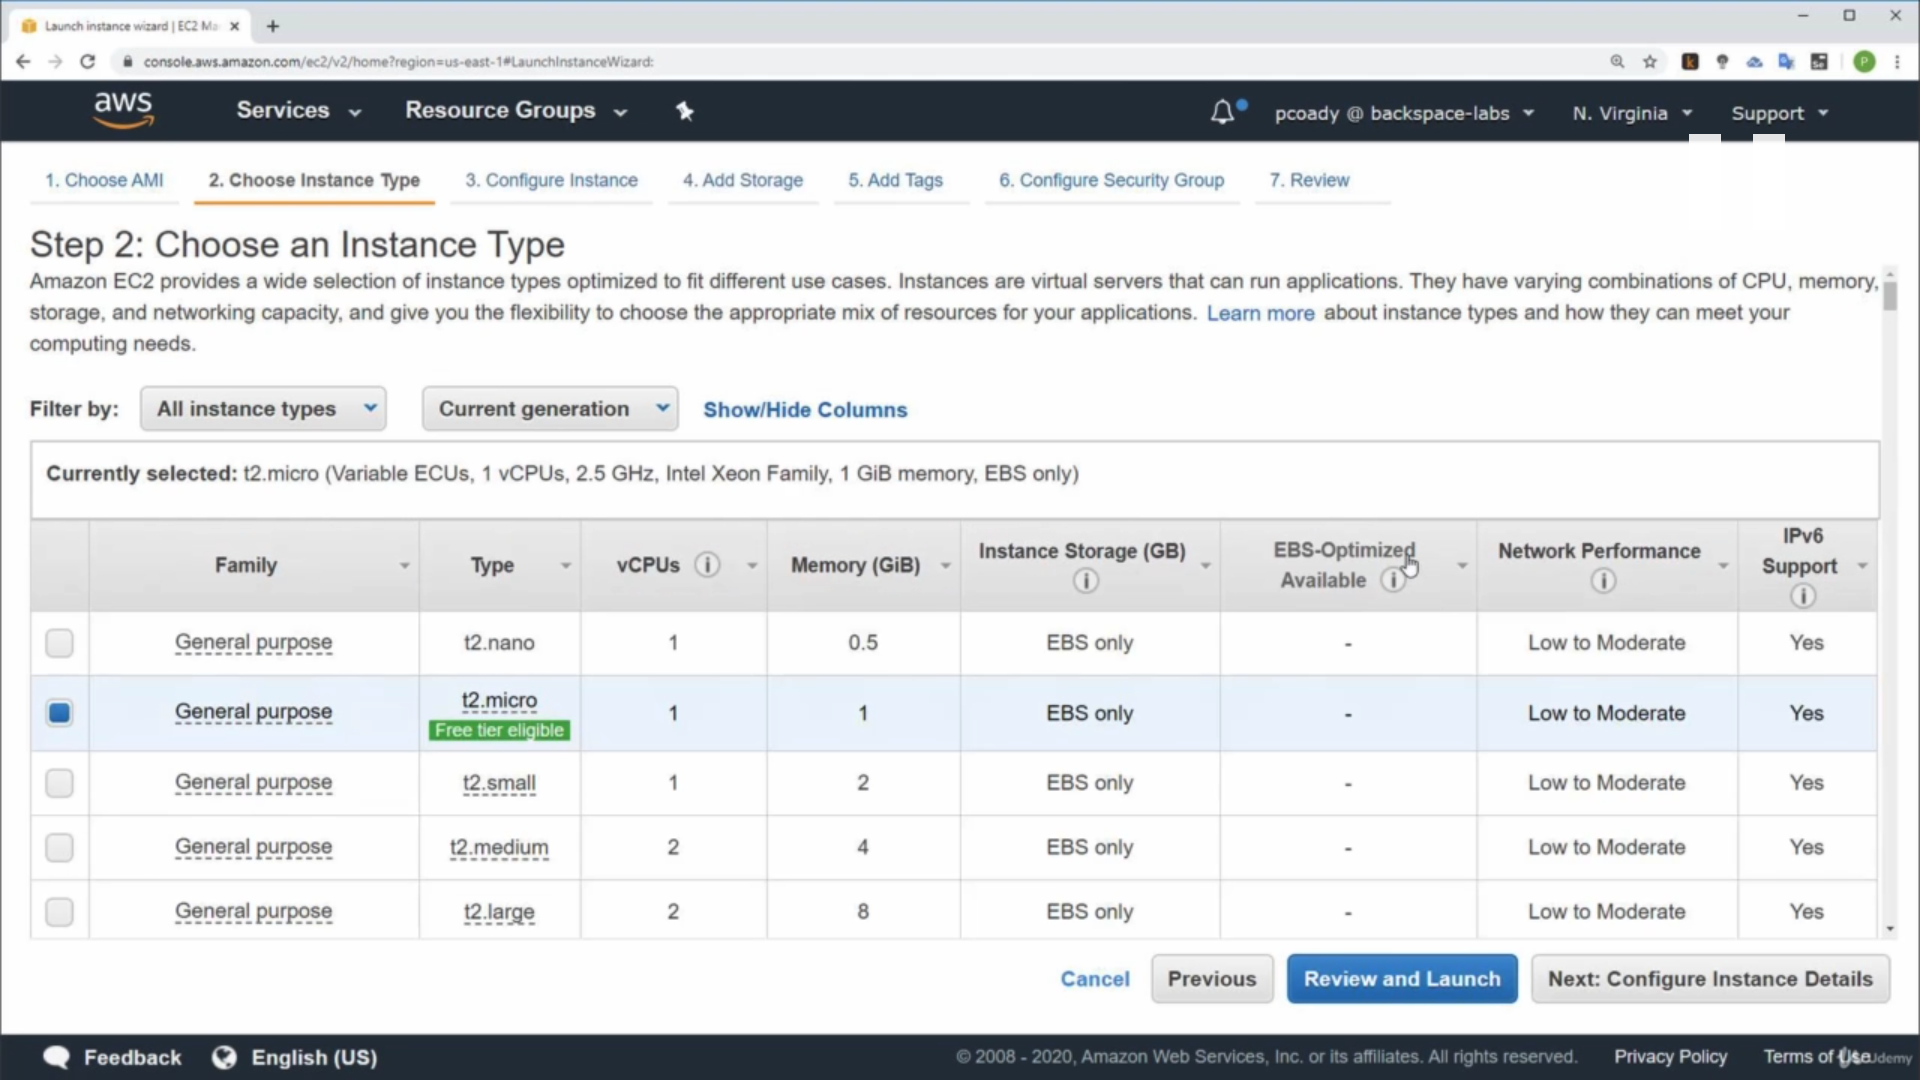 Launch instance wizard | EC2 Ma
console.aws.amazon.com/ec2/v2/home?region=us-east-1#LaunchInstanceWizard:
aws Services Resource Groups pcoady @ backspace-labs N. Virginia Support
1. Choose AMI 2. Choose Instance Type 3. Configure Instance 4. Add Storage 5. Add Tags 6. Configure Security Group 7. Review
Step 2: Choose an Instance Type
Amazon EC2 provides a wide selection of instance types optimized to fit different use cases. Instances are virtual servers that can run applications. They have varying combinations of CPU, memory,
storage, and networking capacity, and give you the flexibility to choose the appropriate mix of resources for your applications. Learn more about instance types and how they can meet your
computing needs.
Filter by: All instance types Current generation Show/Hide Columns
Currently selected: t2.micro (Variable ECUs, 1 vCPUs, 2.5 GHz, Intel Xeon Family, 1 GiB memory, EBS only)
Family Type vCPUs Memory (GiB) Instance Storage (GB) EBS-Optimized Available Network Performance IPv6 Support
General purpose t2.nano 1 0.5 EBS only - Low to Moderate Yes
General purpose t2.micro 1 1 EBS only - Low to Moderate Yes
Free tier eligible
General purpose t2.small 1 2 EBS only - Low to Moderate Yes
General purpose t2.medium 2 4 EBS only - Low to Moderate Yes
General purpose t2.large 2 8 EBS only - Low to Moderate Yes
Cancel Previous Review and Launch Next: Configure Instance Details
Feedback English (US) © 2008 - 2020, Amazon Web Services, Inc. or its affiliates. All rights reserved. Privacy Policy Terms of Use